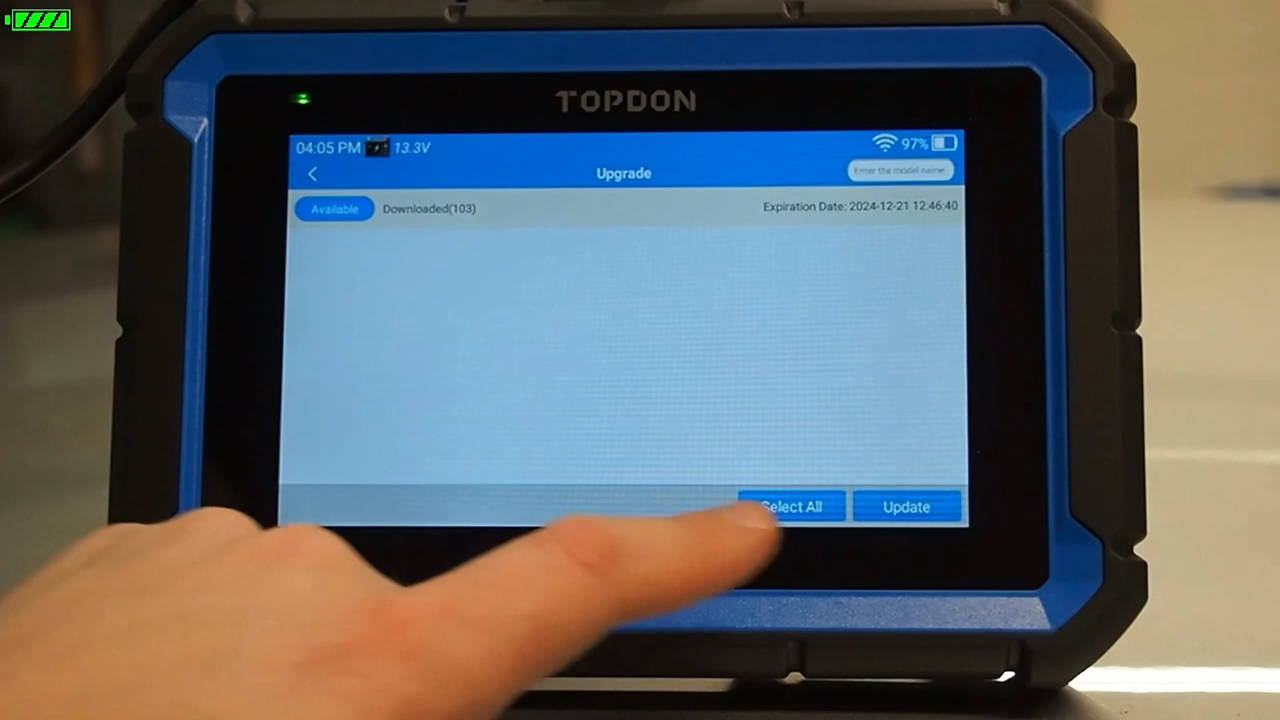 TOPDON
04:05 PM 13.3V 97%
Upgrade
Enter the model name
Available Downloaded(103) Expiration Date: 2024-12-21 12:46:40
Select All Update